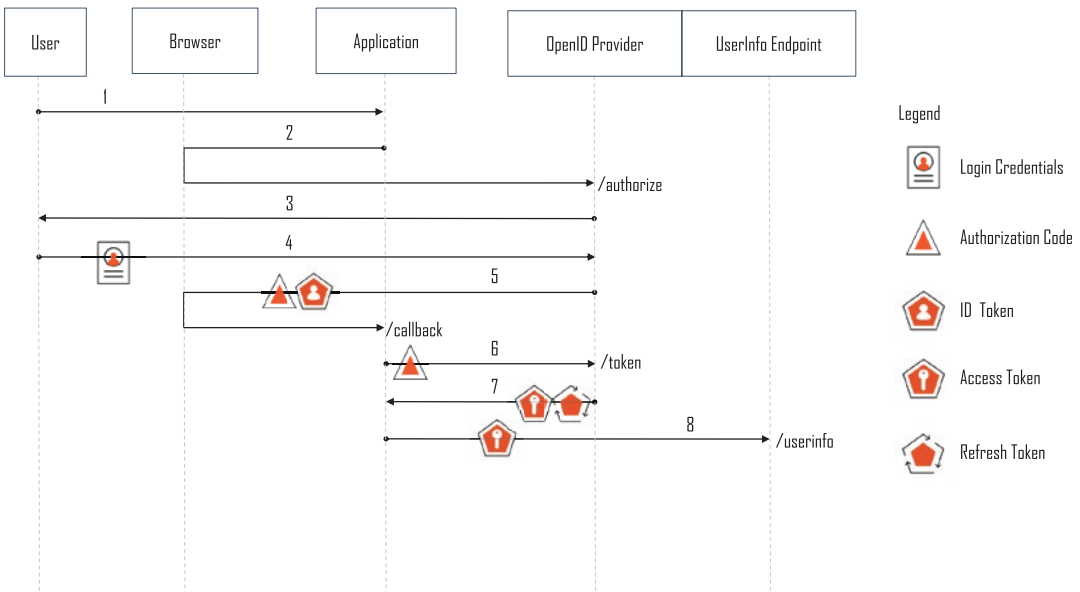 User
Browser
Application
OpenID Provider
UserInfo Endpoint
1
2
/authorize
3
4
5
/callback
6
/token
7
8
/userinfo
Legend
Login Credentials
Authorization Code
ID Token
Access Token
Refresh Token